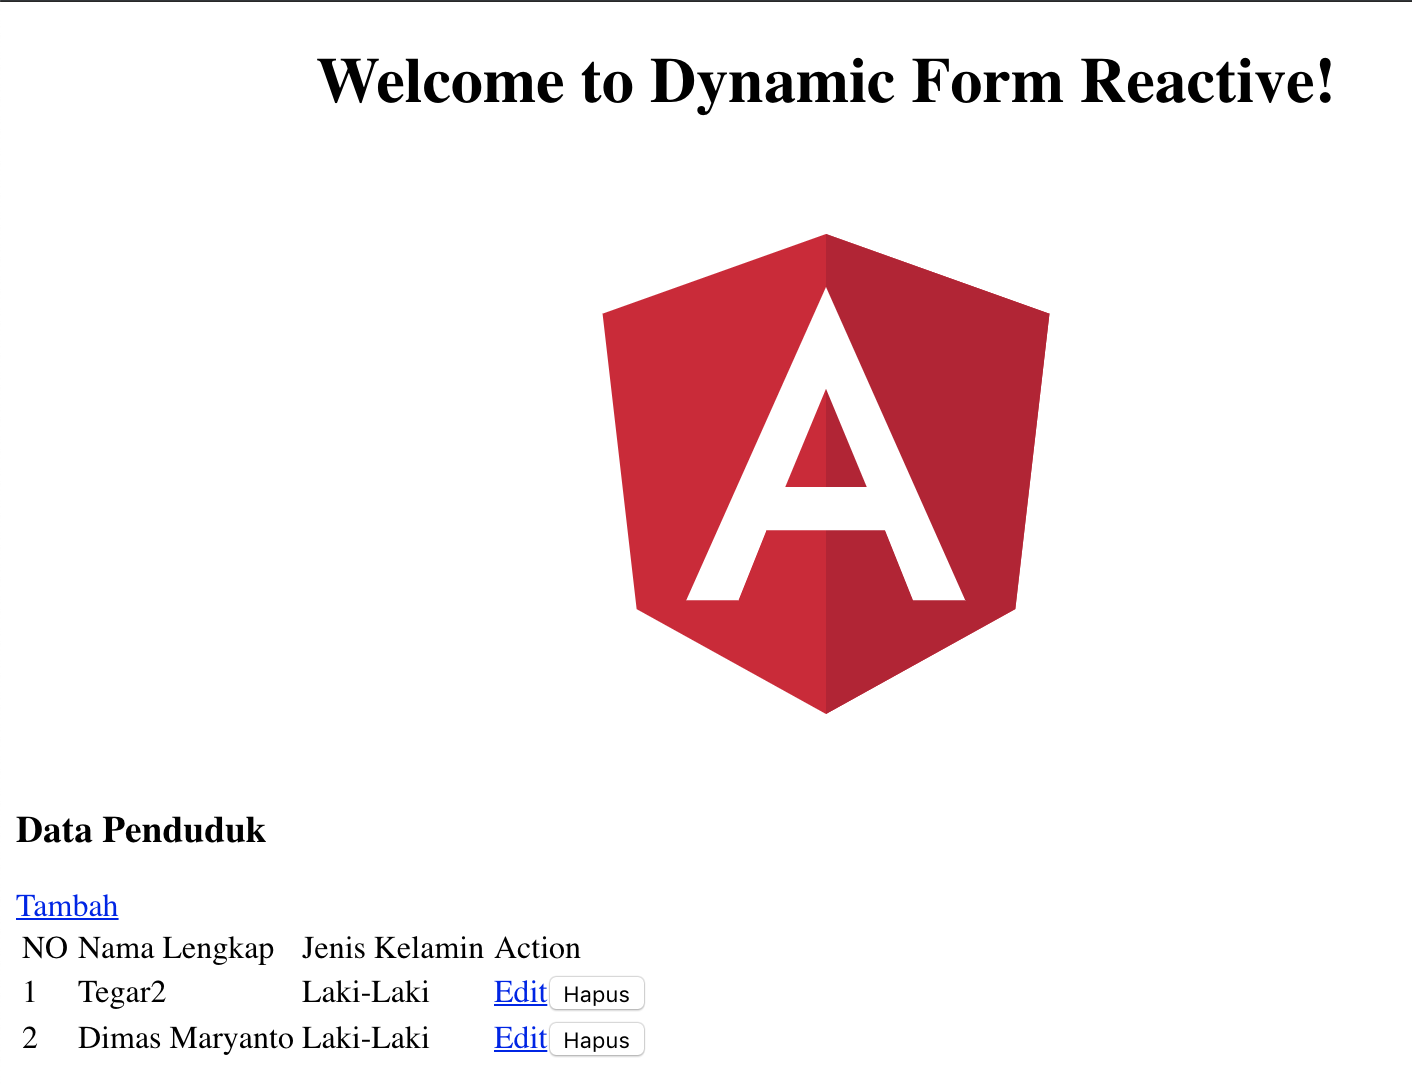 Welcome to Dynamic Form Reactive!
A
Data Penduduk
Tambah
NO Nama Lengkap Jenis Kelamin Action
1 Tegar2 Laki-Laki Edit Hapus
2 Dimas Maryanto Laki-Laki Edit Hapus